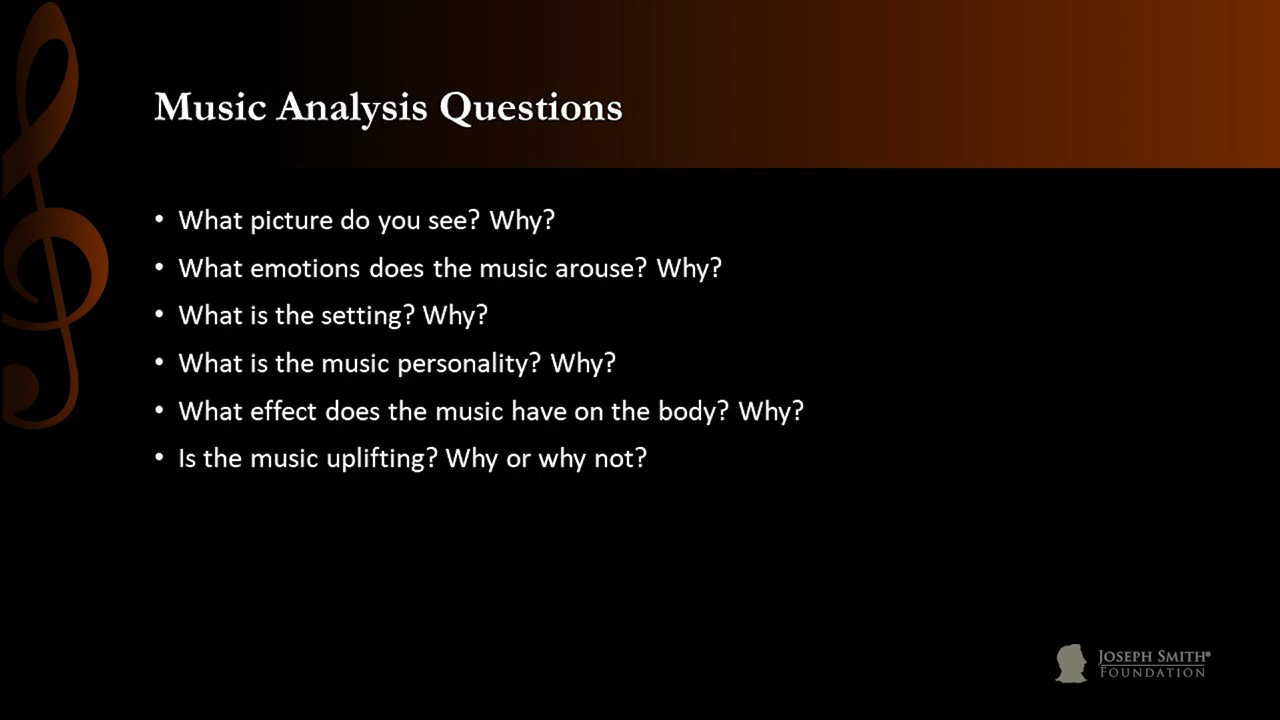 Music Analysis Questions
• What picture do you see? Why?
• What emotions does the music arouse? Why?
• What is the setting? Why?
• What is the music personality? Why?
• What effect does the music have on the body? Why?
• Is the music uplifting? Why or why not?
JOSEPH SMITH®
FOUNDATION